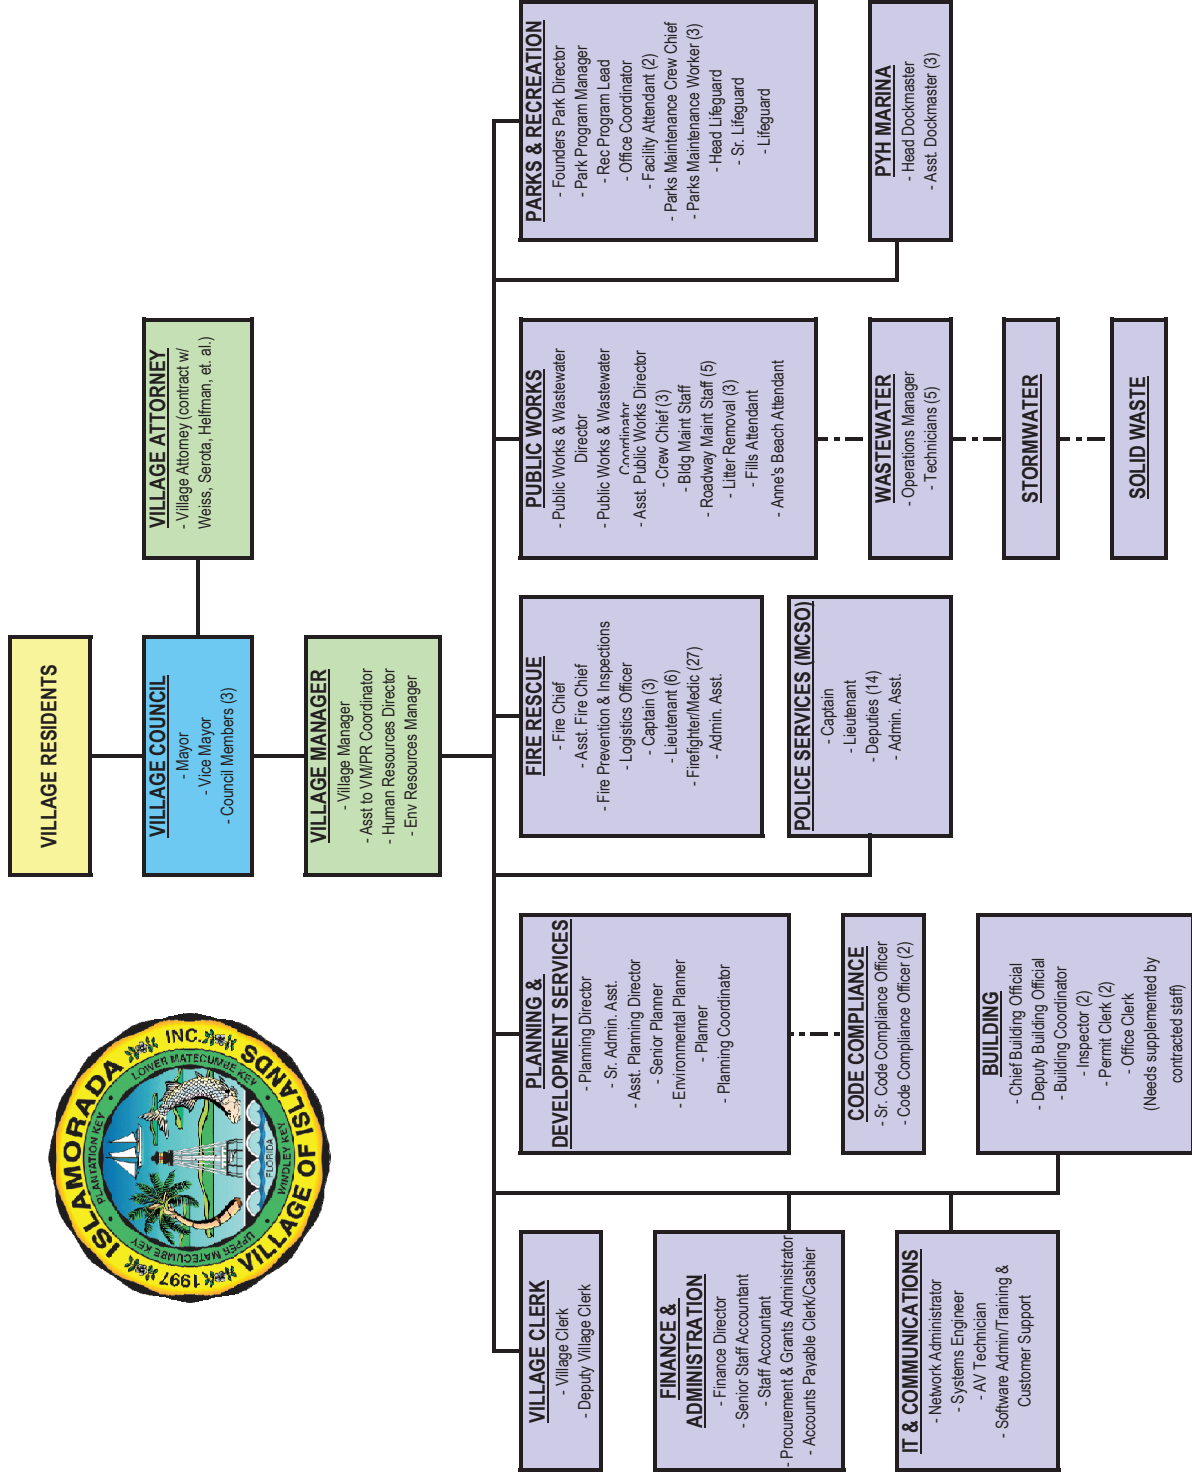 ISLAMORADA
INC.
VILLAGE OF ISLANDS
1997
PLANTATION KEY
LOWER MATECUMBE KEY
WINDLEY KEY
UPPER MATECUMBE KEY
FLORIDA
VILLAGE RESIDENTS
VILLAGE COUNCIL
- Mayor
- Vice Mayor
- Council Members (3)
VILLAGE ATTORNEY
- Village Attorney (contract w/
Weiss, Serota, Helfman, et. al.)
VILLAGE MANAGER
- Village Manager
- Asst to VM/PR Coordinator
- Human Resources Director
- Env Resources Manager
VILLAGE CLERK
- Village Clerk
- Deputy Village Clerk
FINANCE &
ADMINISTRATION
- Finance Director
- Senior Staff Accountant
- Staff Accountant
- Procurement & Grants Administrator
- Accounts Payable Clerk/Cashier
IT & COMMUNICATIONS
- Network Administrator
- Systems Engineer
- AV Technician
- Software Admin/Training &
Customer Support
PLANNING &
DEVELOPMENT SERVICES
- Planning Director
- Sr. Admin. Asst.
- Asst. Planning Director
- Senior Planner
- Environmental Planner
- Planner
- Planning Coordinator
CODE COMPLIANCE
- Sr. Code Compliance Officer
- Code Compliance Officer (2)
BUILDING
- Chief Building Official
- Deputy Building Official
- Building Coordinator
- Inspector (2)
- Permit Clerk (2)
- Office Clerk
(Needs supplemented by
contracted staff)
FIRE RESCUE
- Fire Chief
- Asst. Fire Chief
- Fire Prevention & Inspections
- Logistics Officer
- Captain (3)
- Lieutenant (6)
- Firefighter/Medic (27)
- Admin. Asst.
POLICE SERVICES (MCSO)
- Captain
- Lieutenant
- Deputies (14)
- Admin. Asst.
PUBLIC WORKS
- Public Works & Wastewater
Director
- Public Works & Wastewater
Coordinator
- Asst. Public Works Director
- Crew Chief (3)
- Bldg Maint Staff
- Roadway Maint Staff (5)
- Litter Removal (3)
- Fills Attendant
- Anne's Beach Attendant
WASTEWATER
- Operations Manager
- Technicians (5)
STORMWATER
SOLID WASTE
PARKS & RECREATION
- Founders Park Director
- Park Program Manager
- Rec Program Lead
- Office Coordinator
- Facility Attendant (2)
- Parks Maintenance Crew Chief
- Parks Maintenance Worker (3)
- Head Lifeguard
- Sr. Lifeguard
- Lifeguard
PYH MARINA
- Head Dockmaster
- Asst. Dockmaster (3)